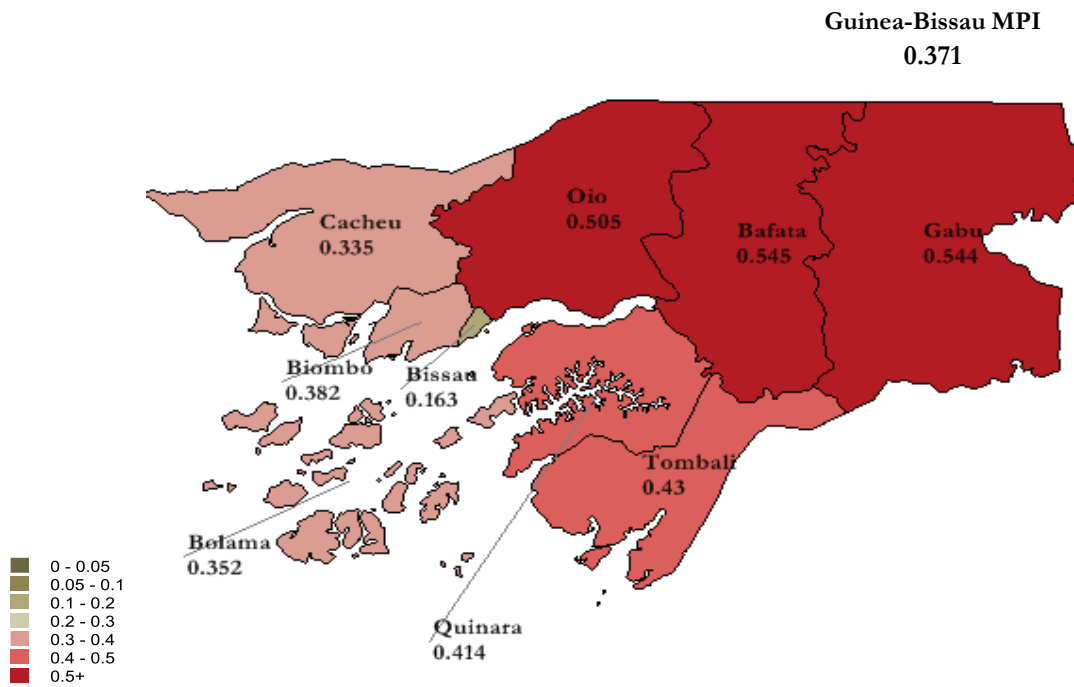 Guinea-Bissau MPI
0.371
Oio
0.505
Cacheu
0.335
Bafata
0.545
Gabu
0.544
Biombo
0.382
Bissau
0.163
Tombali
0.43
Bolama
0.352
Quinara
0.414
0 - 0.05
0.05 - 0.1
0.1 - 0.2
0.2 - 0.3
0.3 - 0.4
0.4 - 0.5
0.5+